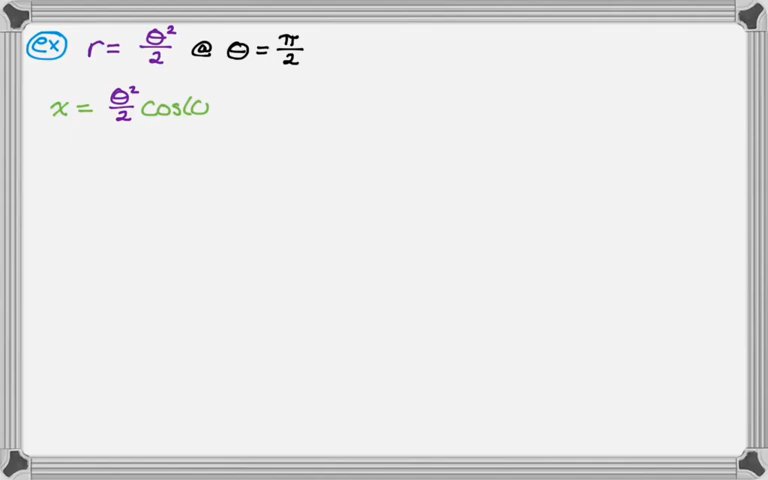 ex r = θ²/2 @ θ = π/2
x = θ²/2 cos(